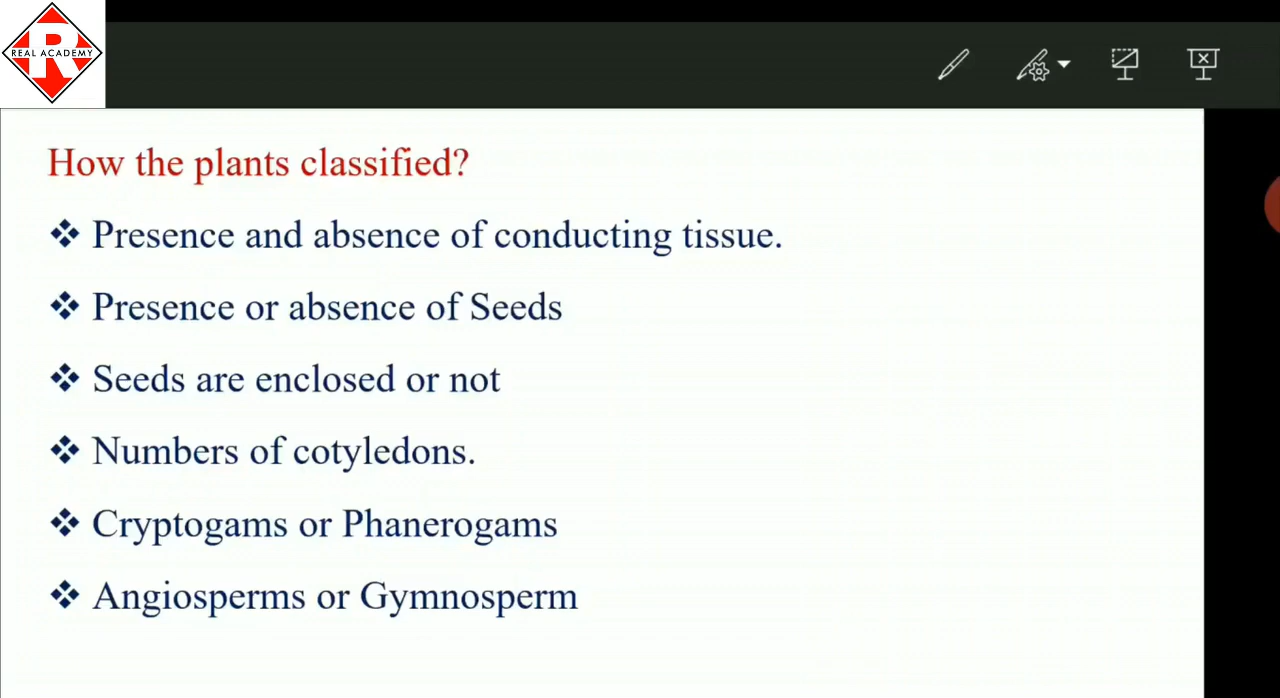 REAL ACADEMY
How the plants classified?
❖ Presence and absence of conducting tissue.
❖ Presence or absence of Seeds
❖ Seeds are enclosed or not
❖ Numbers of cotyledons.
❖ Cryptogams or Phanerogams
❖ Angiosperms or Gymnosperm